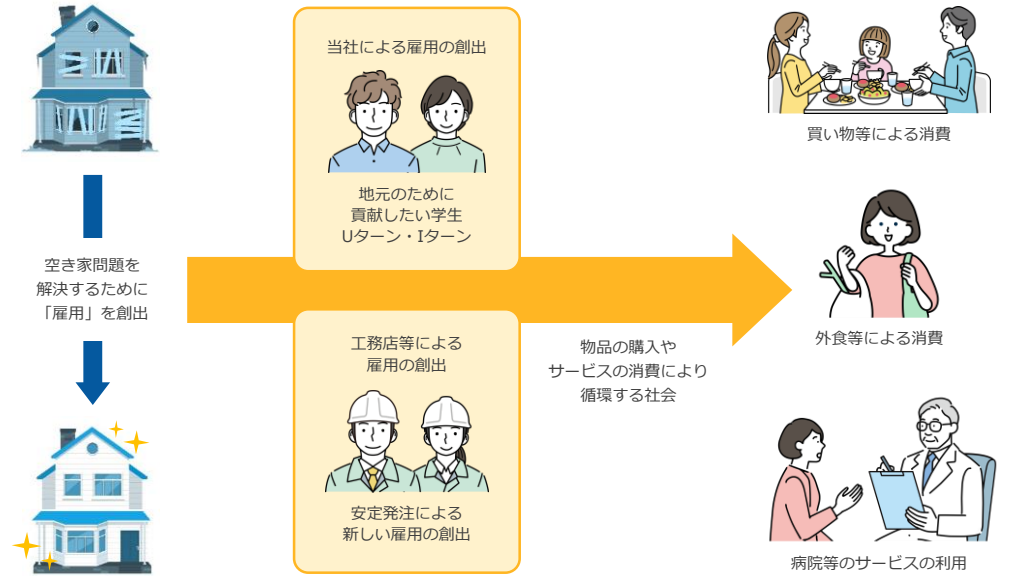 空き家問題を
解決するために
「雇用」を創出
当社による雇用の創出
地元のために
貢献したい学生
Uターン・Iターン
工務店等による
雇用の創出
安定発注による
新しい雇用の創出
物品の購入や
サービスの消費により
循環する社会
買い物等による消費
外食等による消費
病院等のサービスの利用